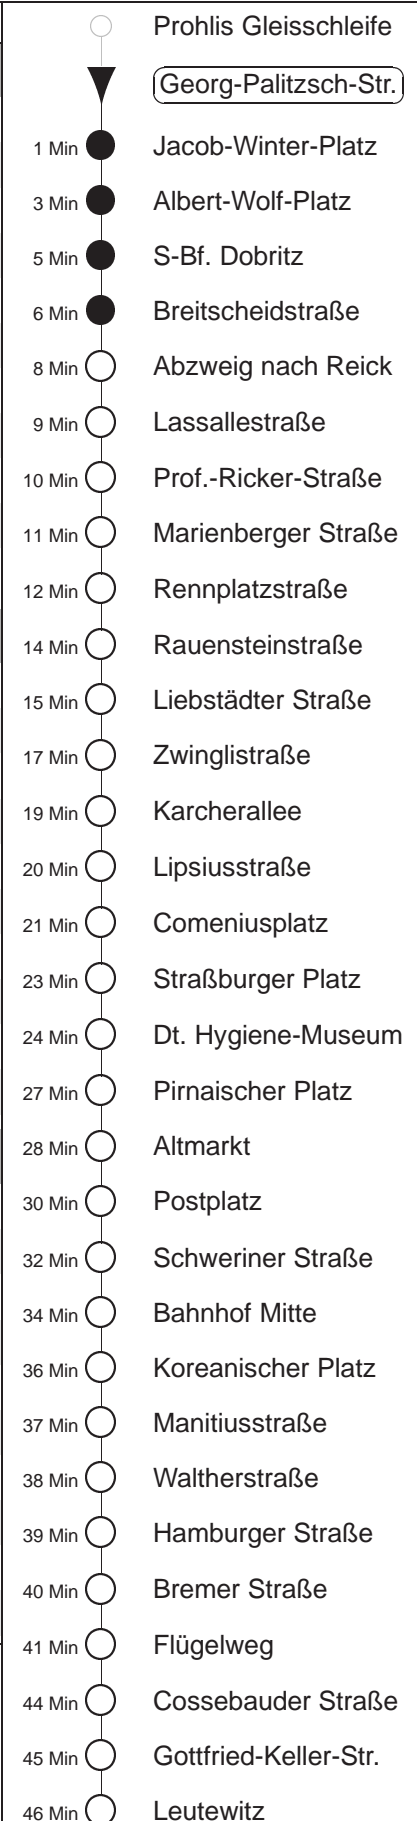 Prohlis Gleisschleife
Georg-Palitzsch-Str.
1 Min Jacob-Winter-Platz
3 Min Albert-Wolf-Platz
5 Min S-Bf. Dobritz
6 Min Breitscheidstraße
8 Min Abzweig nach Reick
9 Min Lassallestraße
10 Min Prof.-Ricker-Straße
11 Min Marienberger Straße
12 Min Rennplatzstraße
14 Min Rauensteinstraße
15 Min Liebstädter Straße
17 Min Zwinglistraße
19 Min Karcherallee
20 Min Lipsiusstraße
21 Min Comeniusplatz
23 Min Straßburger Platz
24 Min Dt. Hygiene-Museum
27 Min Pirnaischer Platz
28 Min Altmarkt
30 Min Postplatz
32 Min Schweriner Straße
34 Min Bahnhof Mitte
36 Min Koreanischer Platz
37 Min Manitiusstraße
38 Min Waltherstraße
39 Min Hamburger Straße
40 Min Bremer Straße
41 Min Flügelweg
44 Min Cossebauder Straße
45 Min Gottfried-Keller-Str.
46 Min Leutewitz